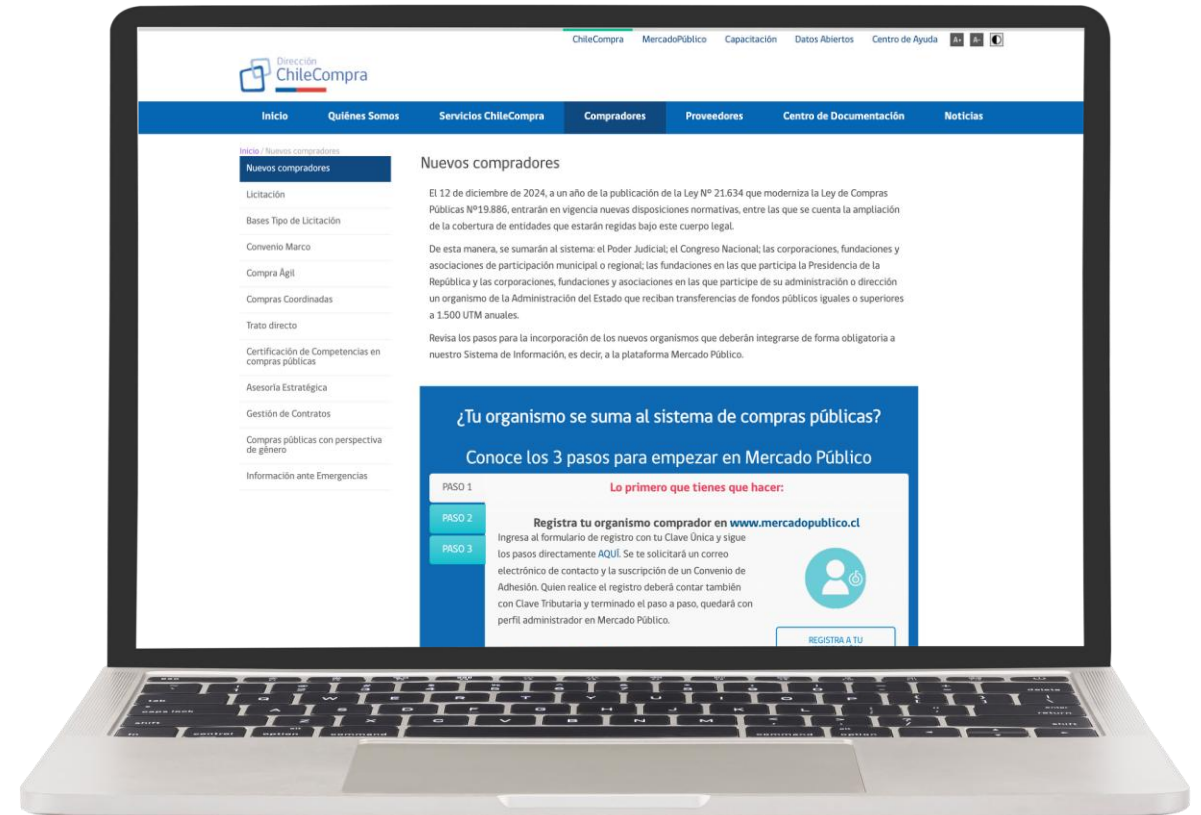 ChileCompra MercadoPúblico Capacitación Datos Abiertos Centro de Ayuda A+ A-
Dirección
ChileCompra
Inicio Quiénes Somos Servicios ChileCompra Compradores Proveedores Centro de Documentación Noticias
Inicio / Nuevos compradores
Nuevos compradores
Licitación
Bases Tipo de Licitación
Convenio Marco
Compra Ágil
Compras Coordinadas
Trato directo
Certificación de Competencias en
compras públicas
Asesoría Estratégica
Gestión de Contratos
Compras públicas con perspectiva
de género
Información ante Emergencias
Nuevos compradores
El 12 de diciembre de 2024, a un año de la publicación de la Ley Nº 21.634 que moderniza la Ley de Compras
Públicas Nº19.886, entrarán en vigencia nuevas disposiciones normativas, entre las que se cuenta la ampliación
de la cobertura de entidades que estarán regidas bajo este cuerpo legal.
De esta manera, se sumarán al sistema: el Poder Judicial; el Congreso Nacional; las corporaciones, fundaciones y
asociaciones de participación municipal o regional; las fundaciones en las que participa la Presidencia de la
República y las corporaciones, fundaciones y asociaciones en las que participe de su administración o dirección
un organismo de la Administración del Estado que reciban transferencias de fondos públicos iguales o superiores
a 1.500 UTM anuales.
Revisa los pasos para la incorporación de los nuevos organismos que deberán integrarse de forma obligatoria a
nuestro Sistema de Información, es decir, a la plataforma Mercado Público.
¿Tu organismo se suma al sistema de compras públicas?
Conoce los 3 pasos para empezar en Mercado Público
PASO 1
PASO 2
PASO 3
Lo primero que tienes que hacer:
Registra tu organismo comprador en www.mercadopublico.cl
Ingresa al formulario de registro con tu Clave Única y sigue
los pasos directamente AQUÍ. Se te solicitará un correo
electrónico de contacto y la suscripción de un Convenio de
Adhesión. Quien realice el registro deberá contar también
con Clave Tributaria y terminado el paso a paso, quedará con
perfil administrador en Mercado Público.
REGISTRA A TU